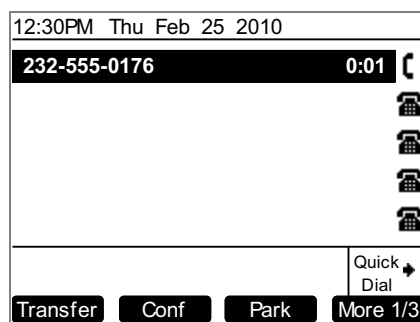 12:30PM Thu Feb 25 2010
232-555-0176 0:01
Quick
Dial
Transfer Conf Park More 1/3